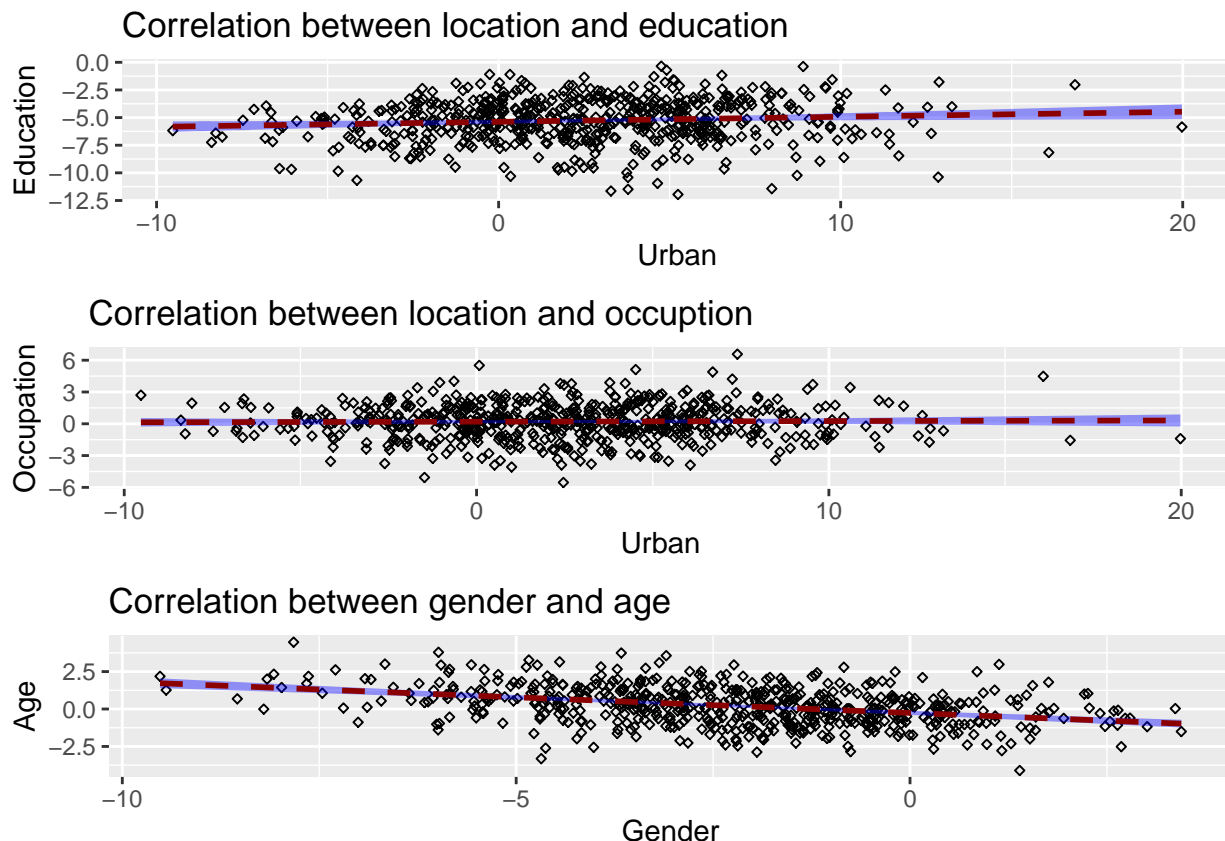 Correlation between location and education
0.0
−2.5
−5.0
−7.5
−10.0
−12.5
Education
−10 0 10 20
Urban
Correlation between location and occuption
6
3
0
−3
−6
Occupation
−10 0 10 20
Urban
Correlation between gender and age
2.5
0.0
−2.5
Age
−10 −5 0
Gender